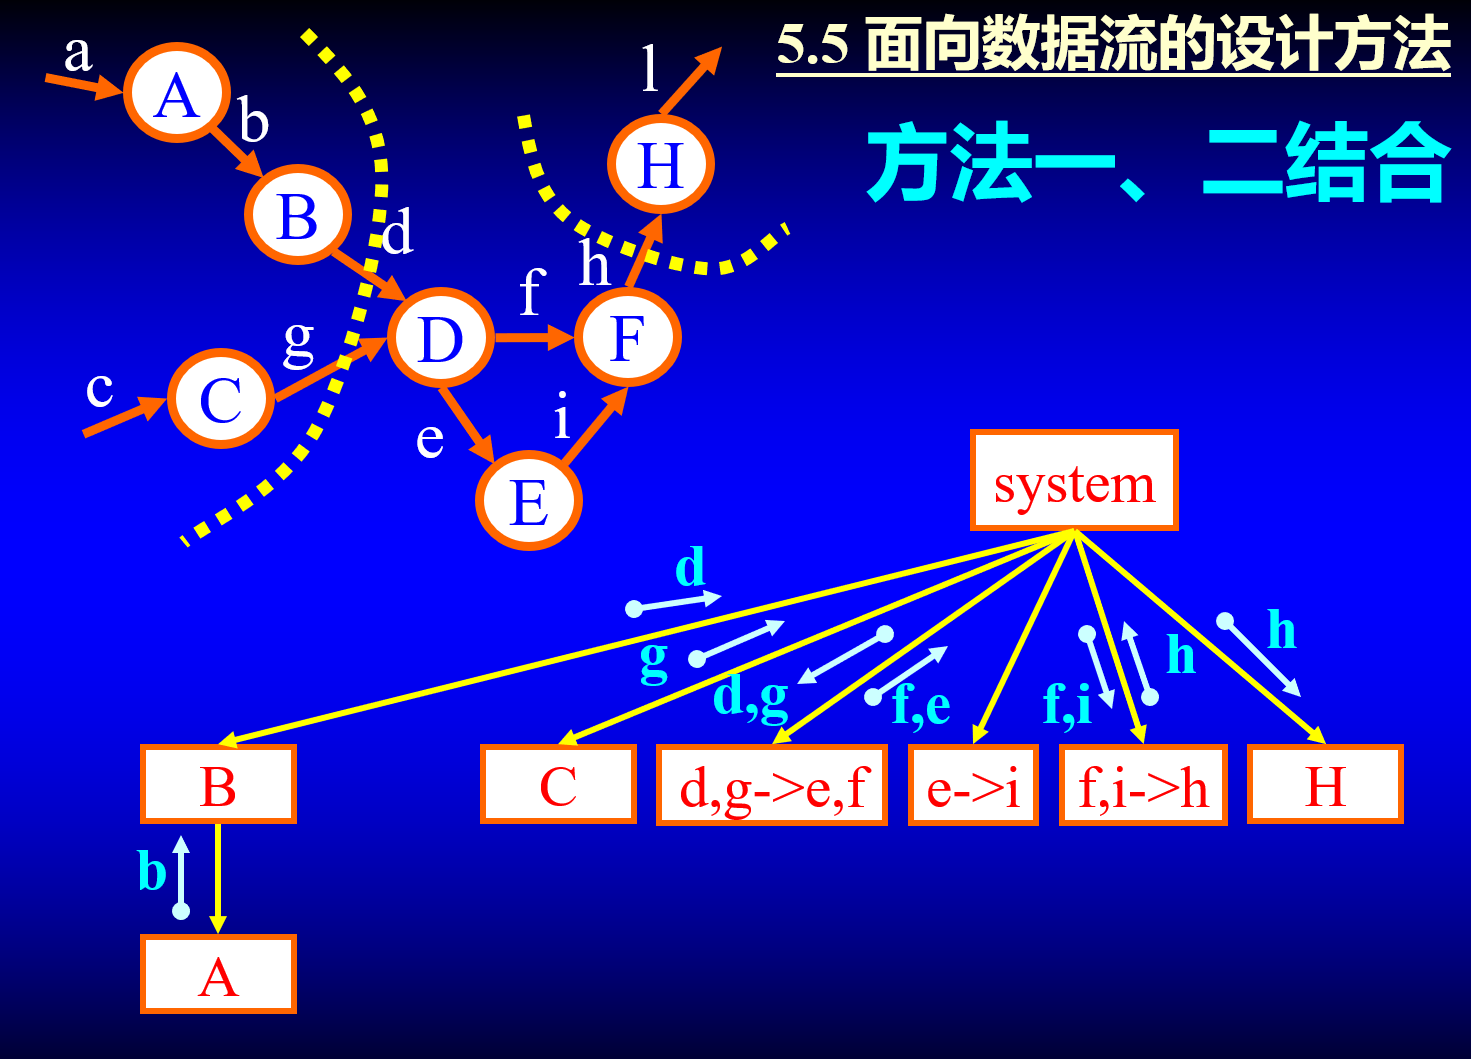 5.5 面向数据流的设计方法
方法一、二结合
a
A
b
B
d
c
C
g
D
f
e
E
i
F
h
H
l
system
d
g
d,g
f,e
f,i
h
h
B
C
d,g->e,f
e->i
f,i->h
H
b
A